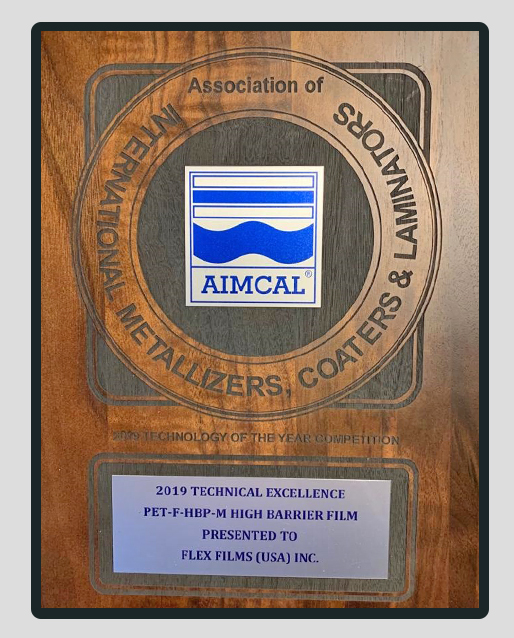 Association of
INTERNATIONAL METALLIZERS, COATERS & LAMINATORS
AIMCAL®
2019 TECHNOLOGY OF THE YEAR COMPETITION
2019 TECHNICAL EXCELLENCE
PET-F-HBP-M HIGH BARRIER FILM
PRESENTED TO
FLEX FILMS (USA) INC.